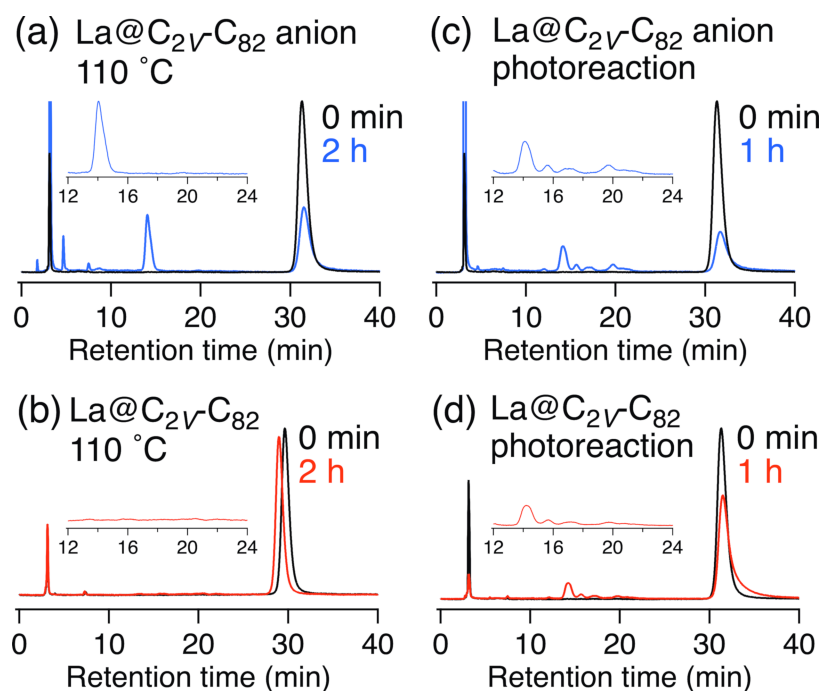 (a) La@C2V-C82 anion
110 °C
0 min
2 h
12 16 20 24
0 10 20 30 40
Retention time (min)
(c) La@C2V-C82 anion
photoreaction
0 min
1 h
12 16 20 24
0 10 20 30 40
Retention time (min)
(b) La@C2V-C82
110 °C
0 min
2 h
12 16 20 24
0 10 20 30 40
Retention time (min)
(d) La@C2V-C82
photoreaction
0 min
1 h
12 16 20 24
0 10 20 30 40
Retention time (min)